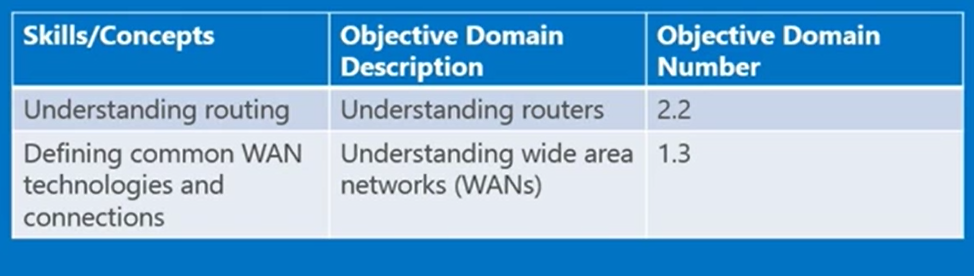 Skills/Concepts
Objective Domain
Description
Objective Domain
Number
Understanding routing
Understanding routers
2.2
Defining common WAN
technologies and
connections
Understanding wide area
networks (WANs)
1.3